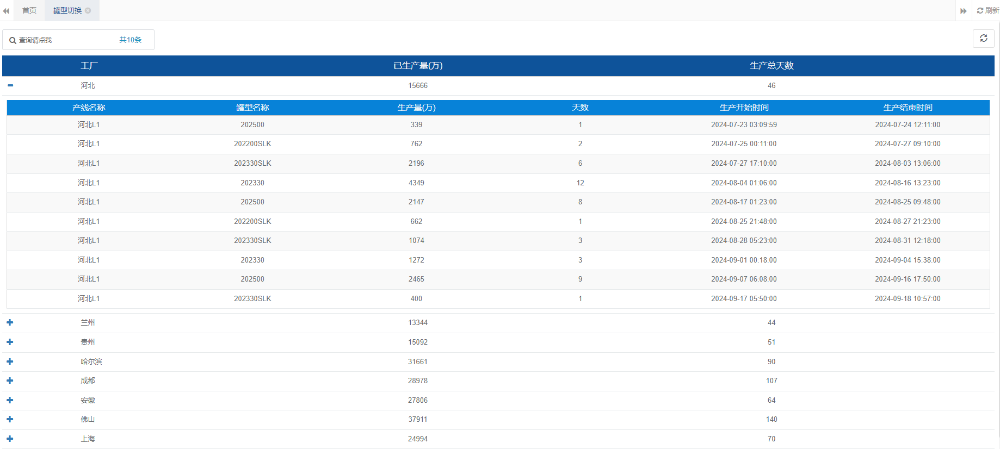 首页 罐型切换 刷新
查询请点我 共10条
工厂 已生产量(万) 生产总天数
河北 15666 46
产线名称 罐型名称 生产量(万) 天数 生产开始时间 生产结束时间
河北L1 202500 339 1 2024-07-23 03:09:59 2024-07-24 12:11:00
河北L1 202200SLK 762 2 2024-07-25 00:11:00 2024-07-27 09:10:00
河北L1 202330SLK 2196 6 2024-07-27 17:10:00 2024-08-03 13:06:00
河北L1 202330 4349 12 2024-08-04 01:06:00 2024-08-16 13:23:00
河北L1 202500 2147 8 2024-08-17 01:23:00 2024-08-25 09:48:00
河北L1 202200SLK 662 1 2024-08-25 21:48:00 2024-08-27 21:23:00
河北L1 202330SLK 1074 3 2024-08-28 05:23:00 2024-08-31 12:18:00
河北L1 202330 1272 3 2024-09-01 00:18:00 2024-09-04 15:38:00
河北L1 202500 2465 9 2024-09-07 06:08:00 2024-09-16 17:50:00
河北L1 202330SLK 400 1 2024-09-17 05:50:00 2024-09-18 10:57:00
兰州 13344 44
贵州 15092 51
哈尔滨 31661 90
成都 28978 107
安徽 27806 64
佛山 37911 140
上海 24994 70